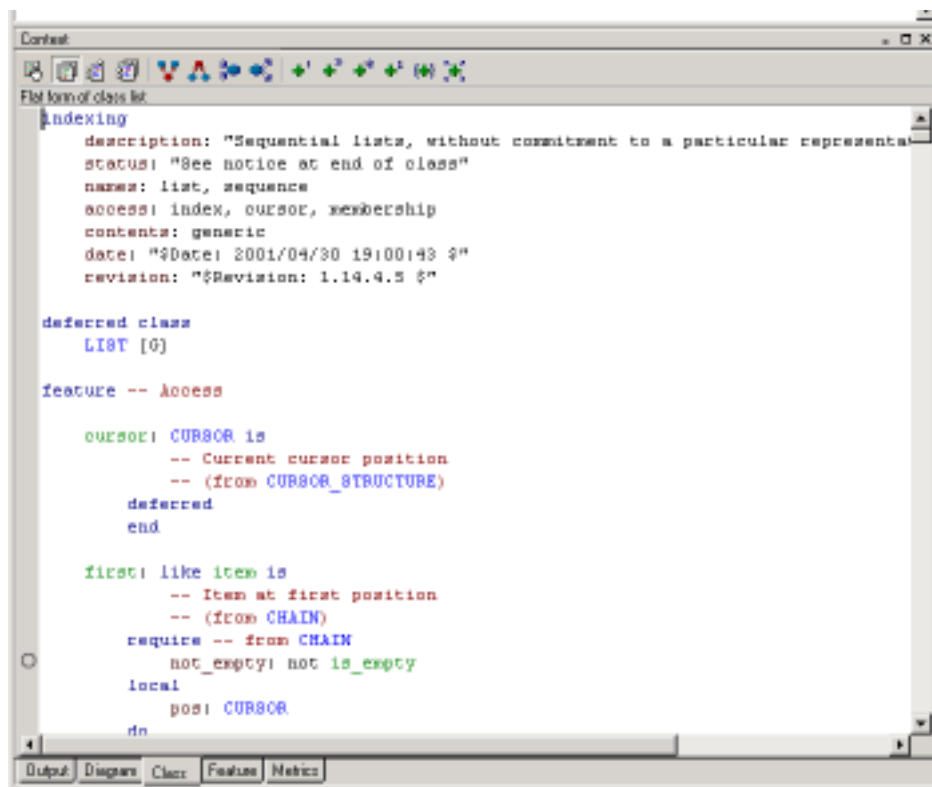 Context
Flat form of class list
indexing
description: "Sequential lists, without commitment to a particular representa
status: "See notice at end of class"
names: list, sequence
access: index, cursor, membership
contents: generic
date: "$Date: 2001/04/30 19:00:43 $"
revision: "$Revision: 1.14.4.5 $"
deferred class
LIST [G]
feature -- Access
cursor: CURSOR is
-- Current cursor position
-- (from CURSOR_STRUCTURE)
deferred
end
first: like item is
-- Item at first position
-- (from CHAIN)
require -- from CHAIN
not_empty: not is_empty
local
pos: CURSOR
do
Output Diagram Class Feature Metrics